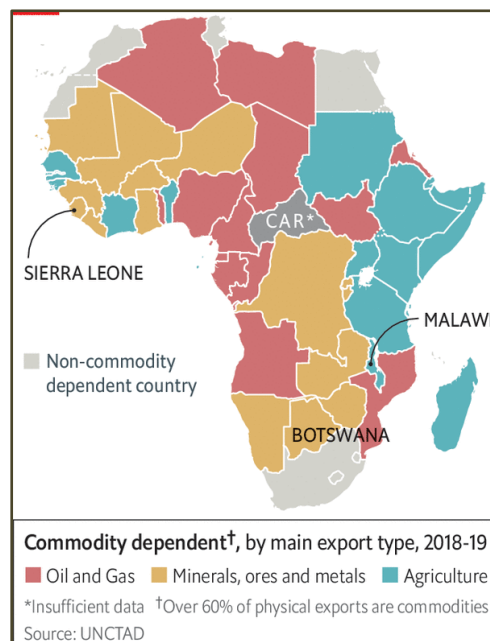 CAR*
SIERRA LEONE
MALAWI
Non-commodity
dependent country
BOTSWANA
Commodity dependent†, by main export type, 2018-19
Oil and Gas Minerals, ores and metals Agriculture
*Insufficient data †Over 60% of physical exports are commodities
Source: UNCTAD